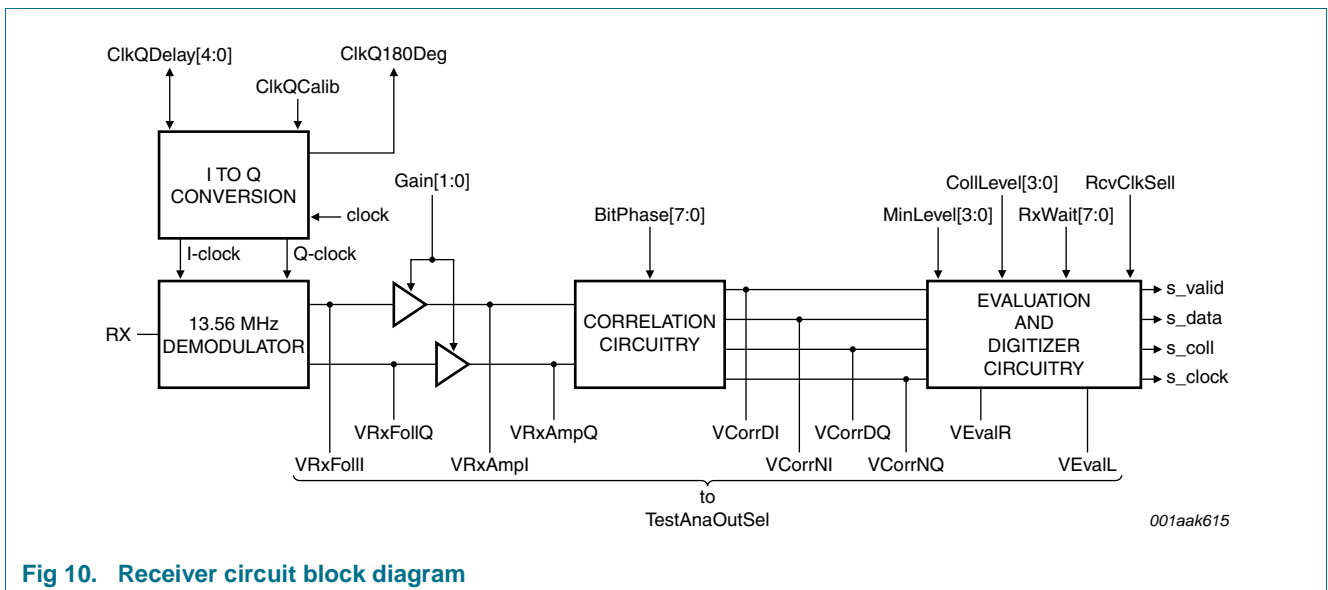 ClkQDelay[4:0]
ClkQ180Deg
ClkQCalib
I TO Q
CONVERSION
clock
Gain[1:0]
BitPhase[7:0]
CollLevel[3:0]
RcvClkSell
MinLevel[3:0]
RxWait[7:0]
I-clock
Q-clock
RX
13.56 MHz
DEMODULATOR
CORRELATION
CIRCUITRY
EVALUATION
AND
DIGITIZER
CIRCUITRY
s_valid
s_data
s_coll
s_clock
VRxFollQ
VRxAmpQ
VCorrDI
VCorrDQ
VEvalR
VRxFollI
VRxAmpI
VCorrNI
VCorrNQ
VEvalL
to
TestAnaOutSel
001aak615
Fig 10. Receiver circuit block diagram